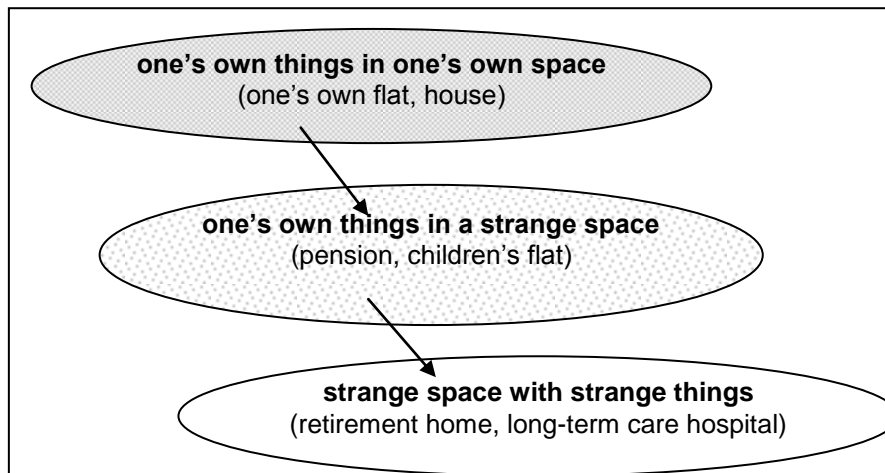 one’s own things in one’s own space
(one’s own flat, house)
one’s own things in a strange space
(pension, children’s flat)
strange space with strange things
(retirement home, long-term care hospital)